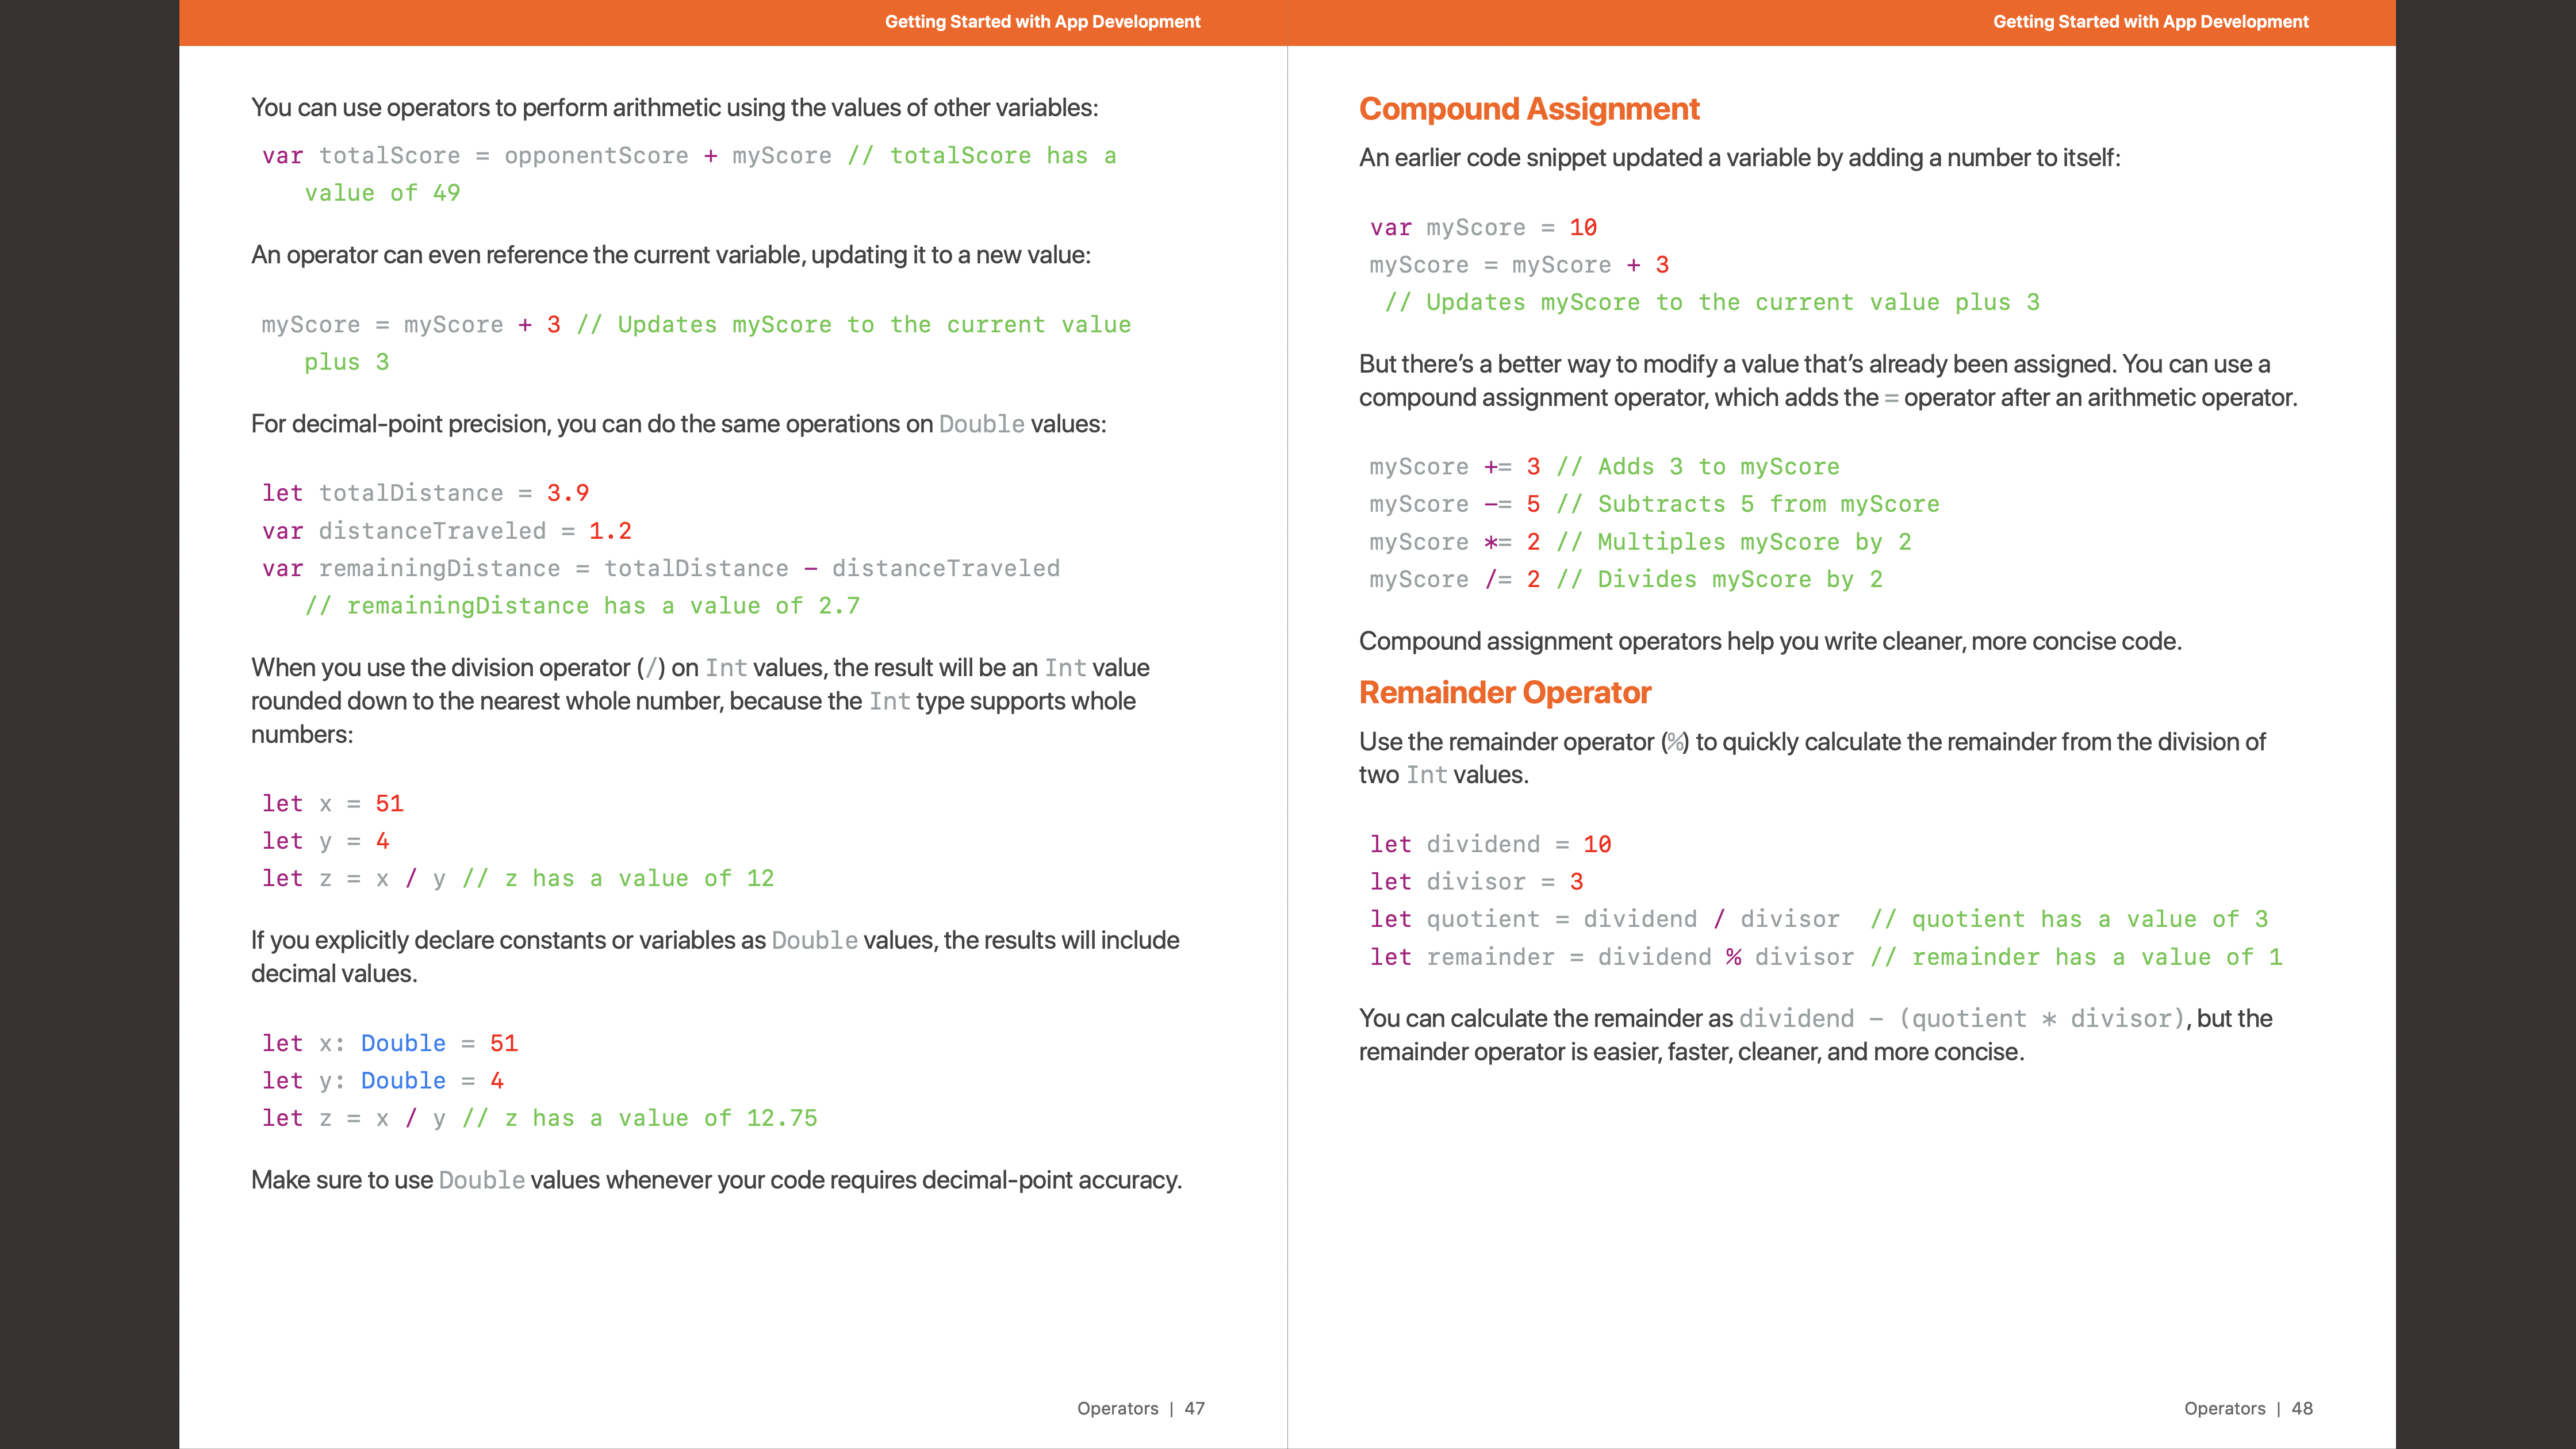 Getting Started with App Development
You can use operators to perform arithmetic using the values of other variables:
var totalScore = opponentScore + myScore // totalScore has a
value of 49
An operator can even reference the current variable, updating it to a new value:
myScore = myScore + 3 // Updates myScore to the current value
plus 3
For decimal-point precision, you can do the same operations on Double values:
let totalDistance = 3.9
var distanceTraveled = 1.2
var remainingDistance = totalDistance - distanceTraveled
// remainingDistance has a value of 2.7
When you use the division operator (/) on Int values, the result will be an Int value
rounded down to the nearest whole number, because the Int type supports whole
numbers:
let x = 51
let y = 4
let z = x / y // z has a value of 12
If you explicitly declare constants or variables as Double values, the results will include
decimal values.
let x: Double = 51
let y: Double = 4
let z = x / y // z has a value of 12.75
Make sure to use Double values whenever your code requires decimal-point accuracy.
Operators | 47
Getting Started with App Development
Compound Assignment
An earlier code snippet updated a variable by adding a number to itself:
var myScore = 10
myScore = myScore + 3
// Updates myScore to the current value plus 3
But there’s a better way to modify a value that’s already been assigned. You can use a
compound assignment operator, which adds the = operator after an arithmetic operator.
myScore += 3 // Adds 3 to myScore
myScore -= 5 // Subtracts 5 from myScore
myScore *= 2 // Multiples myScore by 2
myScore /= 2 // Divides myScore by 2
Compound assignment operators help you write cleaner, more concise code.
Remainder Operator
Use the remainder operator (%) to quickly calculate the remainder from the division of
two Int values.
let dividend = 10
let divisor = 3
let quotient = dividend / divisor // quotient has a value of 3
let remainder = dividend % divisor // remainder has a value of 1
You can calculate the remainder as dividend - (quotient * divisor), but the
remainder operator is easier, faster, cleaner, and more concise.
Operators | 48